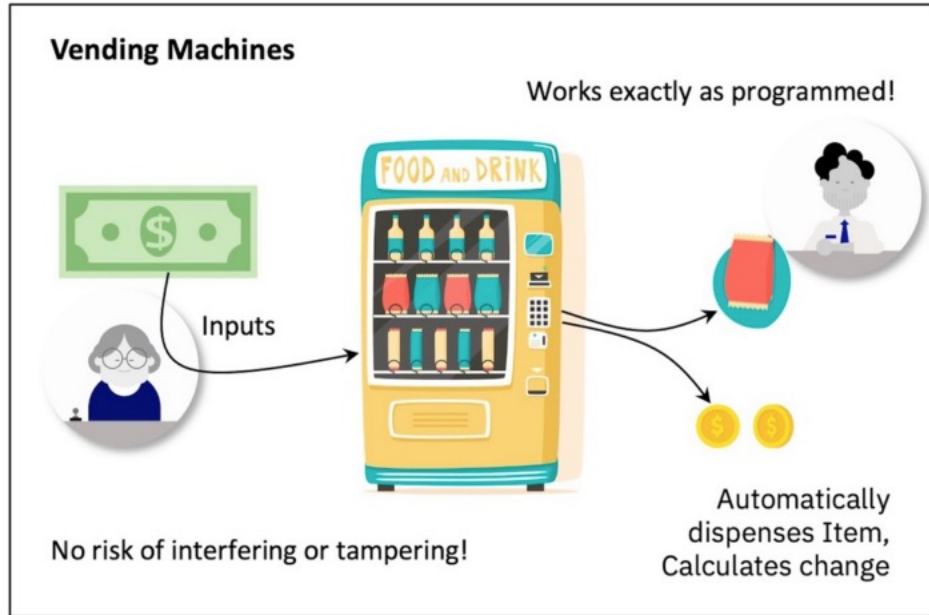 Vending Machines
Works exactly as programmed!
FOOD AND DRINK
$
Inputs
$ $
No risk of interfering or tampering!
Automatically
dispenses Item,
Calculates change